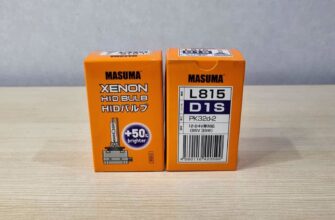 MASUMA
XENON
HID BULB
HIDバルブ
+50%
brighter
MASUMA
L815
D1S
PK32d-2